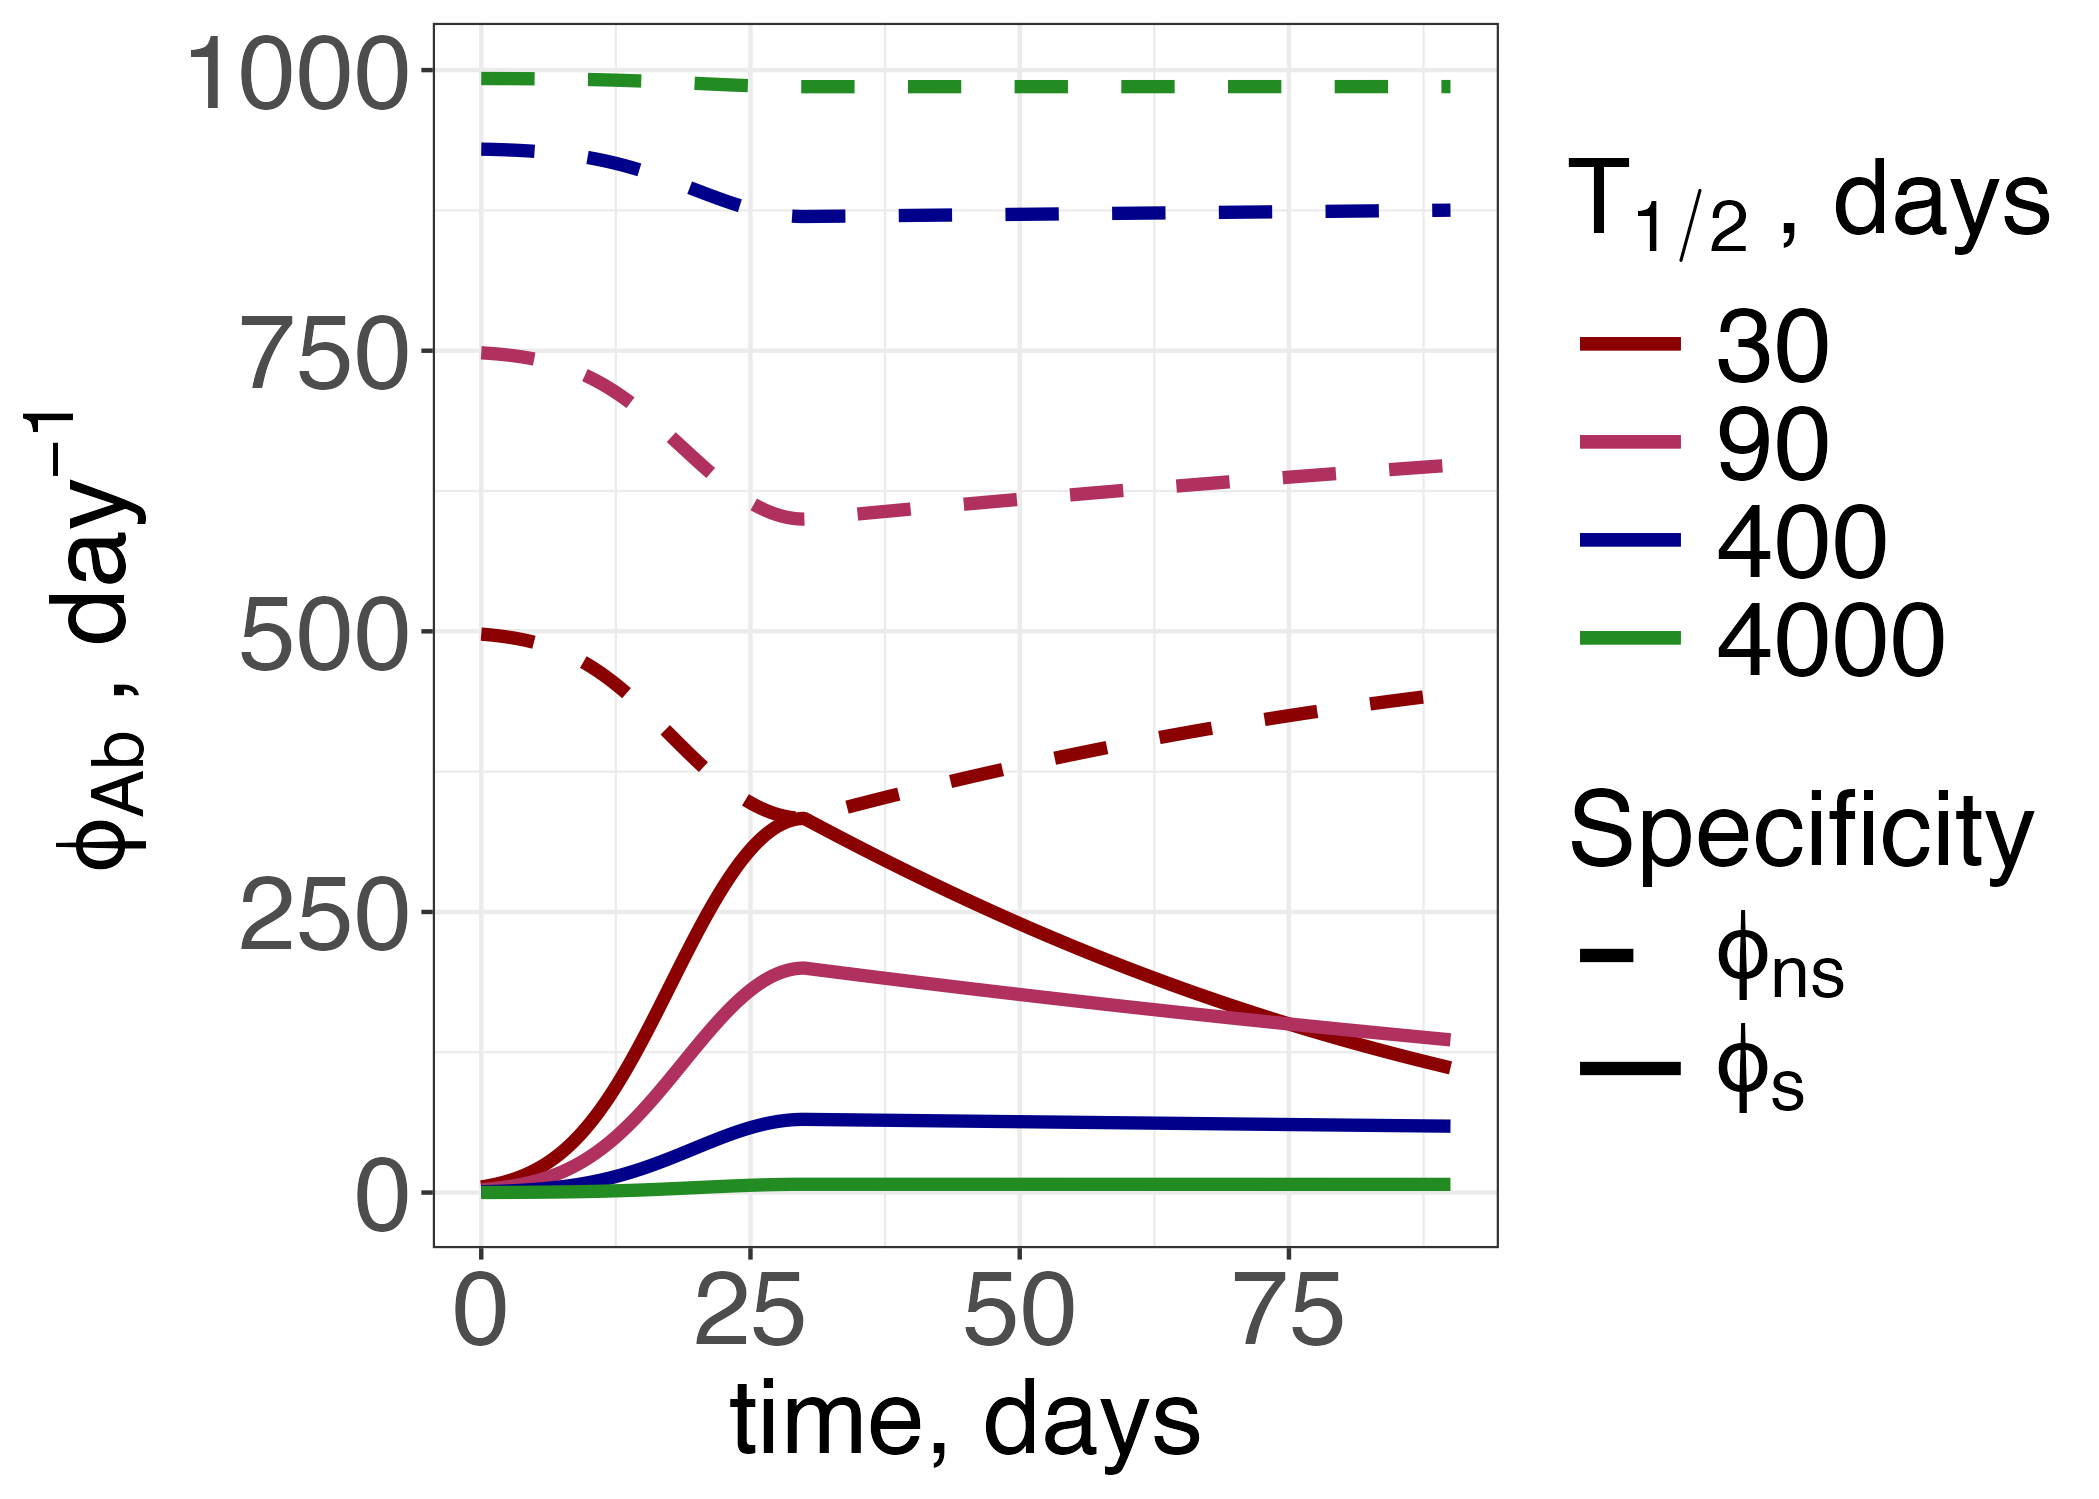 1000
750
500
250
0
0 25 50 75
time, days
ϕAb , day−1
T1/2 , days
30
90
400
4000
Specificity
ϕns
ϕs